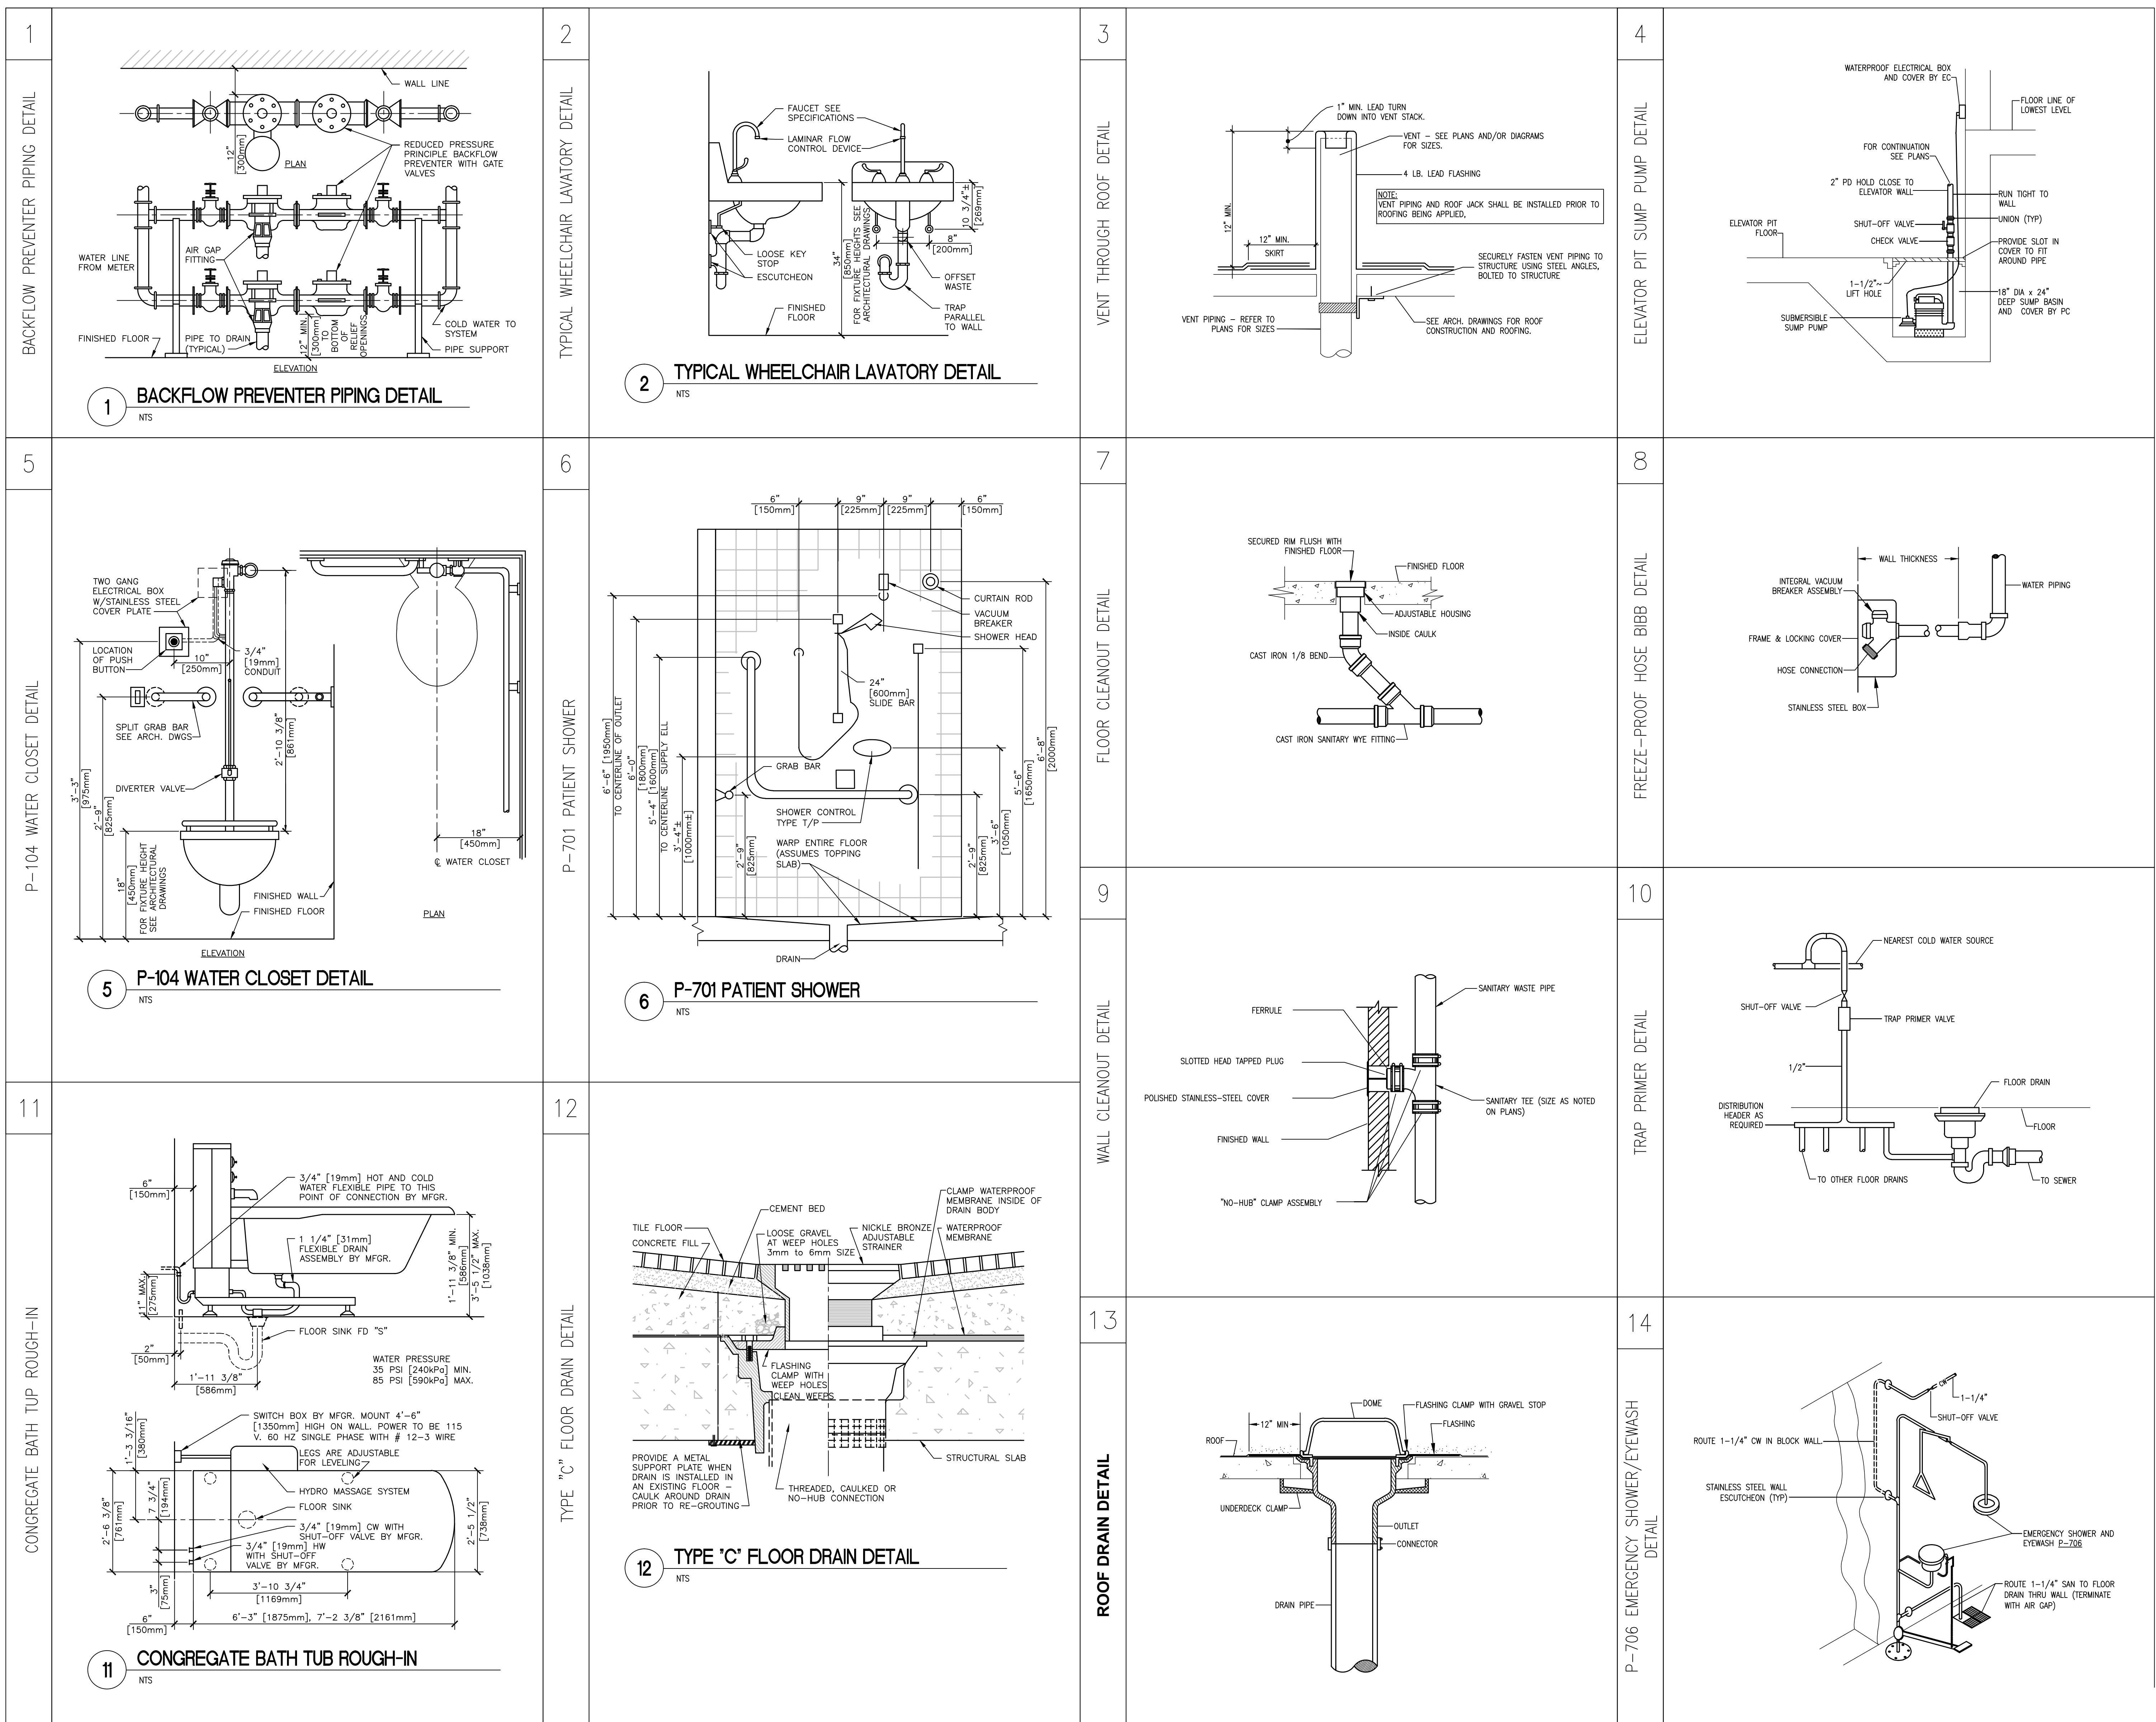 1
BACKFLOW PREVENTER PIPING DETAIL
WALL LINE
12"
[300mm]
PLAN
REDUCED PRESSURE
PRINCIPLE BACKFLOW
PREVENTER WITH GATE
VALVES
AIR GAP
FITTING
WATER LINE
FROM METER
FINISHED FLOOR
PIPE TO DRAIN
(TYPICAL)
12" MIN.
[300mm]
TO
BOTTOM
OF
RELIEF
OPENINGS
COLD WATER TO
SYSTEM
PIPE SUPPORT
ELEVATION
1
BACKFLOW PREVENTER PIPING DETAIL
NTS
2
TYPICAL WHEELCHAIR LAVATORY DETAIL
FAUCET SEE
SPECIFICATIONS
LAMINAR FLOW
CONTROL DEVICE
10 3/4"±
[269mm]
8"
[200mm]
34"
[850mm]
FOR FIXTURE HEIGHTS SEE
ARCHITECTURAL DRAWINGS
LOOSE KEY
STOP
ESCUTCHEON
OFFSET
WASTE
FINISHED
FLOOR
TRAP
PARALLEL
TO WALL
2
TYPICAL WHEELCHAIR LAVATORY DETAIL
NTS
3
VENT THROUGH ROOF DETAIL
1" MIN. LEAD TURN
DOWN INTO VENT STACK.
VENT – SEE PLANS AND/OR DIAGRAMS
FOR SIZES.
4 LB. LEAD FLASHING
NOTE:
VENT PIPING AND ROOF JACK SHALL BE INSTALLED PRIOR TO
ROOFING BEING APPLIED.
12" MIN.
12" MIN.
SKIRT
SECURELY FASTEN VENT PIPING TO
STRUCTURE USING STEEL ANGLES,
BOLTED TO STRUCTURE
VENT PIPING – REFER TO
PLANS FOR SIZES
SEE ARCH. DRAWINGS FOR ROOF
CONSTRUCTION AND ROOFING.
4
ELEVATOR PIT SUMP PUMP DETAIL
WATERPROOF ELECTRICAL BOX
AND COVER BY EC
FLOOR LINE OF
LOWEST LEVEL
FOR CONTINUATION
SEE PLANS
2" PD HOLD CLOSE TO
ELEVATOR WALL
RUN TIGHT TO
WALL
ELEVATOR PIT
FLOOR
SHUT-OFF VALVE
UNION (TYP)
CHECK VALVE
PROVIDE SLOT IN
COVER TO FIT
AROUND PIPE
1-1/2"~
LIFT HOLE
18" DIA x 24"
DEEP SUMP BASIN
AND COVER BY PC
SUBMERSIBLE
SUMP PUMP
5
P-104 WATER CLOSET DETAIL
TWO GANG
ELECTRICAL BOX
W/STAINLESS STEEL
COVER PLATE
LOCATION
OF PUSH
BUTTON
10"
[250mm]
3/4"
[19mm]
CONDUIT
SPLIT GRAB BAR
SEE ARCH. DWGS
2'-10 3/8"
[861mm]
3'-3"
[975mm]
2'-9"
[825mm]
DIVERTER VALVE
18"
[450mm]
FOR FIXTURE HEIGHT
SEE ARCHITECTURAL
DRAWINGS
FINISHED WALL
FINISHED FLOOR
18"
[450mm]
℄ WATER CLOSET
PLAN
ELEVATION
5
P-104 WATER CLOSET DETAIL
NTS
6
P-701 PATIENT SHOWER
6"
[150mm]
9"
[225mm]
9"
[225mm]
6"
[150mm]
CURTAIN ROD
VACUUM
BREAKER
SHOWER HEAD
24"
[600mm]
SLIDE BAR
6'-6" [1950mm]
TO CENTERLINE OF OUTLET
6'-0"
[1800mm]
5'-4" [1600mm]
TO CENTERLINE SUPPLY ELL
3'-4"±
[1000mm±]
2'-9"
[825mm]
GRAB BAR
SHOWER CONTROL
TYPE T/P
WARP ENTIRE FLOOR
(ASSUMES TOPPING
SLAB)
2'-9"
[825mm]
3'-6"
[1050mm]
5'-6"
[1650mm]
6'-8"
[2000mm]
DRAIN
6
P-701 PATIENT SHOWER
NTS
7
FLOOR CLEANOUT DETAIL
SECURED RIM FLUSH WITH
FINISHED FLOOR
FINISHED FLOOR
ADJUSTABLE HOUSING
INSIDE CAULK
CAST IRON 1/8 BEND
CAST IRON SANITARY WYE FITTING
8
FREEZE-PROOF HOSE BIBB DETAIL
WALL THICKNESS
INTEGRAL VACUUM
BREAKER ASSEMBLY
WATER PIPING
FRAME & LOCKING COVER
HOSE CONNECTION
STAINLESS STEEL BOX
9
WALL CLEANOUT DETAIL
SANITARY WASTE PIPE
FERRULE
SLOTTED HEAD TAPPED PLUG
POLISHED STAINLESS-STEEL COVER
SANITARY TEE (SIZE AS NOTED
ON PLANS)
FINISHED WALL
"NO-HUB" CLAMP ASSEMBLY
10
TRAP PRIMER DETAIL
NEAREST COLD WATER SOURCE
SHUT-OFF VALVE
TRAP PRIMER VALVE
1/2"
FLOOR DRAIN
DISTRIBUTION
HEADER AS
REQUIRED
FLOOR
TO OTHER FLOOR DRAINS
TO SEWER
11
CONGREGATE BATH TUP ROUGH-IN
6"
[150mm]
3/4" [19mm] HOT AND COLD
WATER FLEXIBLE PIPE TO THIS
POINT OF CONNECTION BY MFGR.
1 1/4" [31mm]
FLEXIBLE DRAIN
ASSEMBLY BY MFGR.
11" MAX.
[275mm]
1'-11 3/8" MIN.
[586mm]
3'-5 1/2" MAX.
[1038mm]
FLOOR SINK FD "S"
2"
[50mm]
1'-11 3/8"
[586mm]
WATER PRESSURE
35 PSI [240kPa] MIN.
85 PSI [590kPa] MAX.
SWITCH BOX BY MFGR. MOUNT 4'-6"
[1350mm] HIGH ON WALL. POWER TO BE 115
V. 60 HZ SINGLE PHASE WITH # 12-3 WIRE
LEGS ARE ADJUSTABLE
FOR LEVELING
HYDRO MASSAGE SYSTEM
FLOOR SINK
3/4" [19mm] CW WITH
SHUT-OFF VALVE BY MFGR.
3/4" [19mm] HW
WITH SHUT-OFF
VALVE BY MFGR.
1'-3 3/16"
[380mm]
7 3/4"
[194mm]
2'-6 3/8"
[761mm]
2'-5 1/2"
[738mm]
3"
[75mm]
3'-10 3/4"
[1169mm]
6"
[150mm]
6'-3" [1875mm], 7'-2 3/8" [2161mm]
11
CONGREGATE BATH TUB ROUGH-IN
NTS
12
TYPE "C" FLOOR DRAIN DETAIL
CLAMP WATERPROOF
MEMBRANE INSIDE OF
DRAIN BODY
CEMENT BED
TILE FLOOR
CONCRETE FILL
LOOSE GRAVEL
AT WEEP HOLES
3mm to 6mm SIZE
NICKLE BRONZE
ADJUSTABLE
STRAINER
WATERPROOF
MEMBRANE
FLASHING
CLAMP WITH
WEEP HOLES
CLEAN WEEPS
PROVIDE A METAL
SUPPORT PLATE WHEN
DRAIN IS INSTALLED IN
AN EXISTING FLOOR –
CAULK AROUND DRAIN
PRIOR TO RE-GROUTING
THREADED, CAULKED OR
NO-HUB CONNECTION
STRUCTURAL SLAB
12
TYPE "C" FLOOR DRAIN DETAIL
NTS
13
ROOF DRAIN DETAIL
DOME
FLASHING CLAMP WITH GRAVEL STOP
12" MIN
FLASHING
ROOF
UNDERDECK CLAMP
OUTLET
CONNECTOR
DRAIN PIPE
14
P-706 EMERGENCY SHOWER/EYEWASH
DETAIL
CW
1-1/4"
SHUT-OFF VALVE
ROUTE 1-1/4" CW IN BLOCK WALL.
STAINLESS STEEL WALL
ESCUTCHEON (TYP)
EMERGENCY SHOWER AND
EYEWASH P-706
ROUTE 1-1/4" SAN TO FLOOR
DRAIN THRU WALL (TERMINATE
WITH AIR GAP)